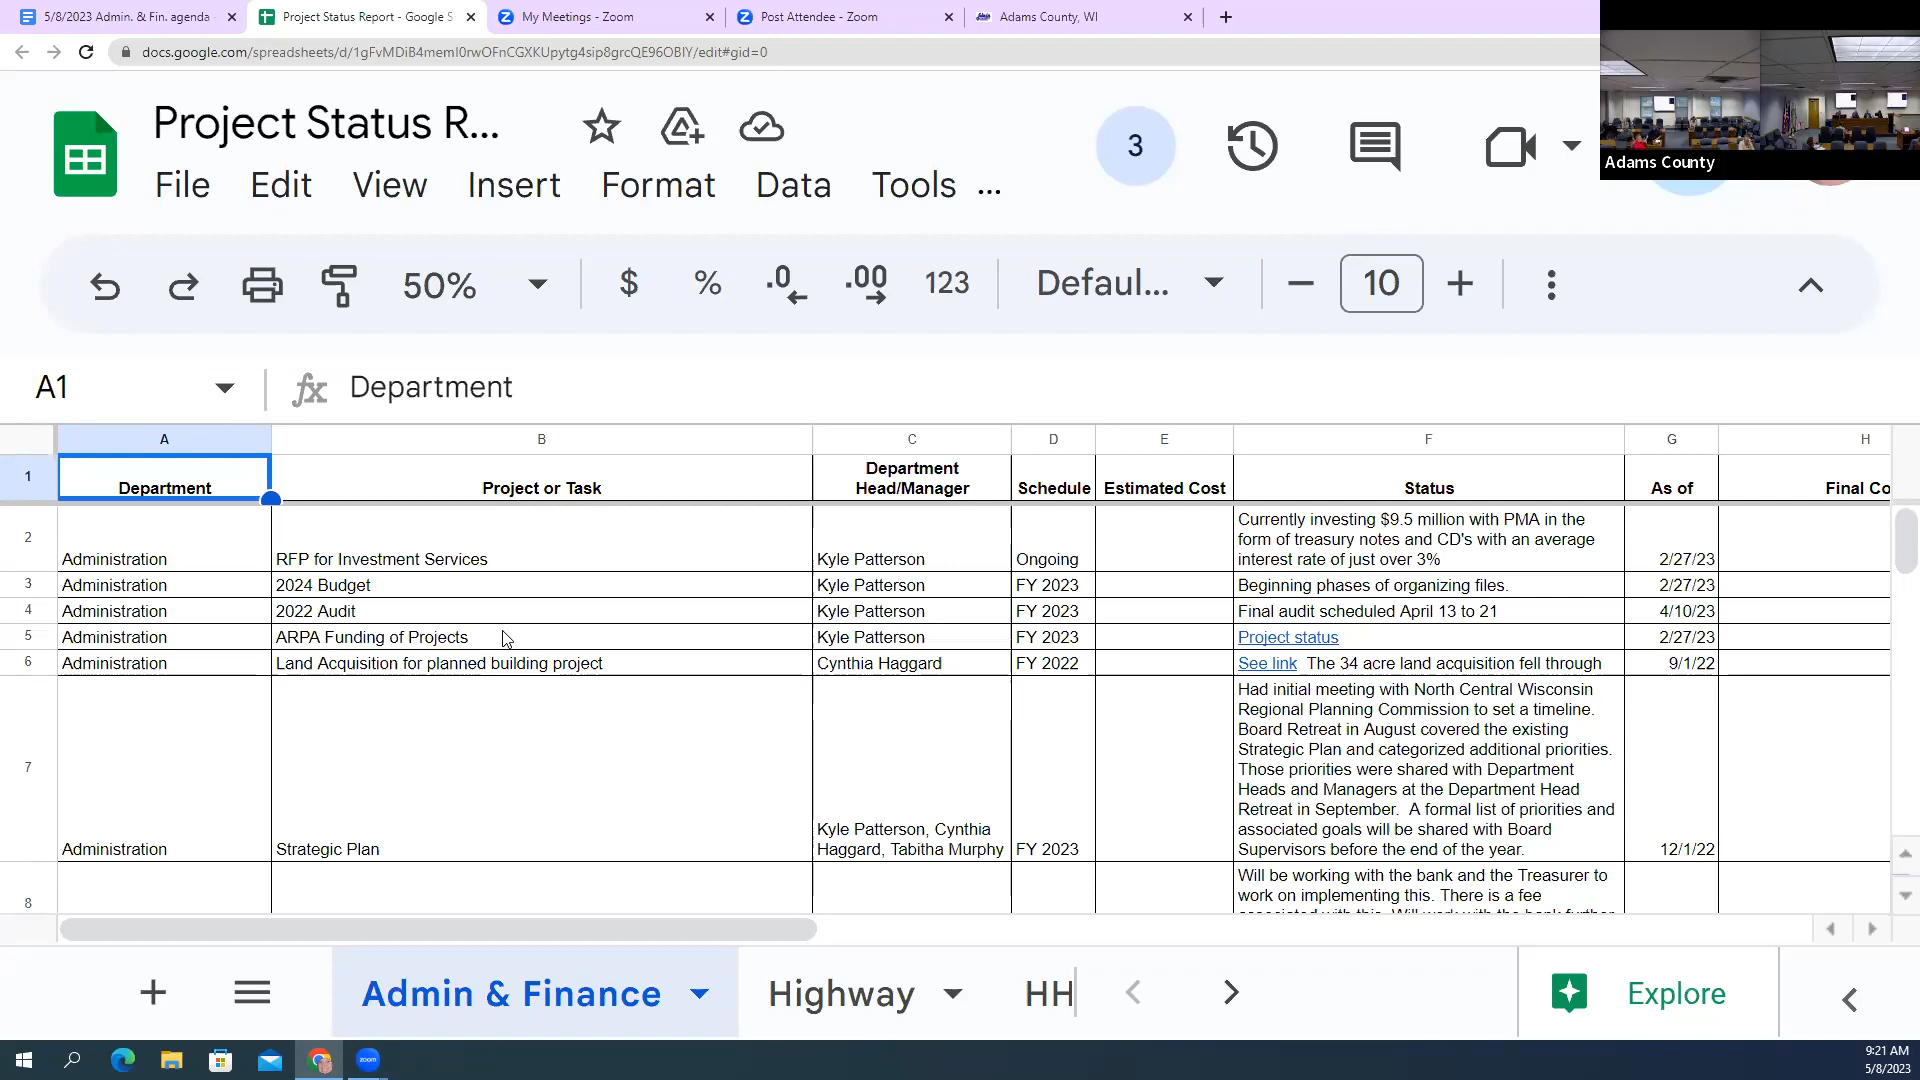 5/8/2023 Admin. & Fin. agenda
Project Status Report - Google S
My Meetings - Zoom
Post Attendee - Zoom
Adams County, WI
docs.google.com/spreadsheets/d/1gFvMDiB4memI0rwOFnCGXKUpytg4sip8grcQE96OBIY/edit#gid=0
Project Status R...
3
File Edit View Insert Format Data Tools ...
Adams County
50% $ % .0 .00 123 Defaul... 10
A1 Department
A B C D E F G H
1 Department Project or Task Department Head/Manager Schedule Estimated Cost Status As of Final Co
2 Administration RFP for Investment Services Kyle Patterson Ongoing
Currently investing $9.5 million with PMA in the
form of treasury notes and CD's with an average
interest rate of just over 3%
2/27/23
3 Administration 2024 Budget Kyle Patterson FY 2023 Beginning phases of organizing files. 2/27/23
4 Administration 2022 Audit Kyle Patterson FY 2023 Final audit scheduled April 13 to 21 4/10/23
5 Administration ARPA Funding of Projects Kyle Patterson FY 2023 Project status 2/27/23
6 Administration Land Acquisition for planned building project Cynthia Haggard FY 2022 See link The 34 acre land acquisition fell through 9/1/22
7 Administration Strategic Plan
Kyle Patterson, Cynthia
Haggard, Tabitha Murphy
FY 2023
Had initial meeting with North Central Wisconsin
Regional Planning Commission to set a timeline.
Board Retreat in August covered the existing
Strategic Plan and categorized additional priorities.
Those priorities were shared with Department
Heads and Managers at the Department Head
Retreat in September. A formal list of priorities and
associated goals will be shared with Board
Supervisors before the end of the year.
12/1/22
8
Will be working with the bank and the Treasurer to
work on implementing this. There is a fee
associated with this. Will work with the bank further
Admin & Finance Highway HH Explore
zoom
9:21 AM
5/8/2023